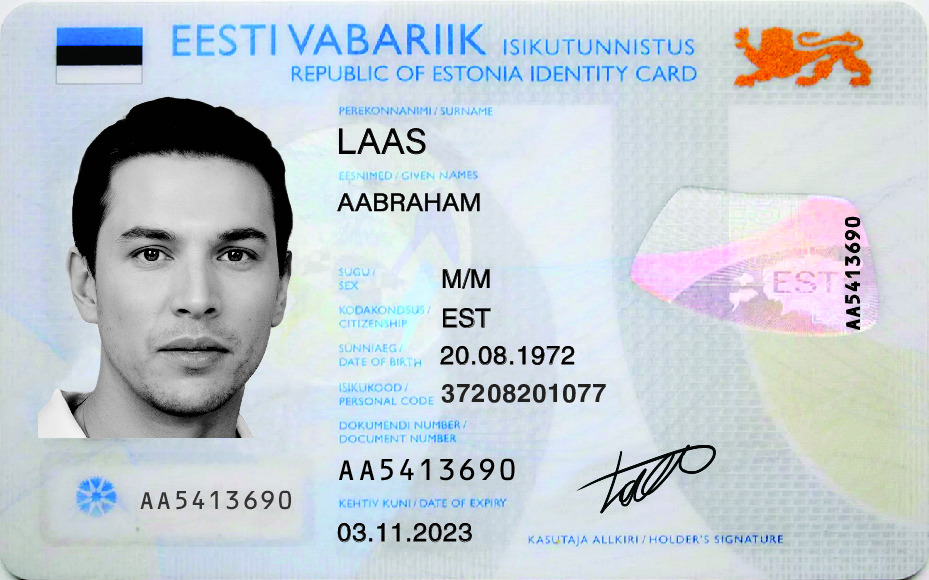 EESTI VABARIIK ISIKUTUNNISTUS
REPUBLIC OF ESTONIA IDENTITY CARD
PEREKONNANIMI / SURNAME
LAAS
EESNIMED / GIVEN NAMES
AABRAHAM
SUGU /
SEX
M/M
KODAKONDSUS /
CITIZENSHIP
EST
SÜNNIAEG /
DATE OF BIRTH
20.08.1972
ISIKUKOOD /
PERSONAL CODE
37208201077
DOKUMENDI NUMBER /
DOCUMENT NUMBER
AA5413690
KEHTIV KUNI / DATE OF EXPIRY
03.11.2023
KASUTAJA ALLKIRI / HOLDER'S SIGNATURE
AA5413690
EST
AA5413690